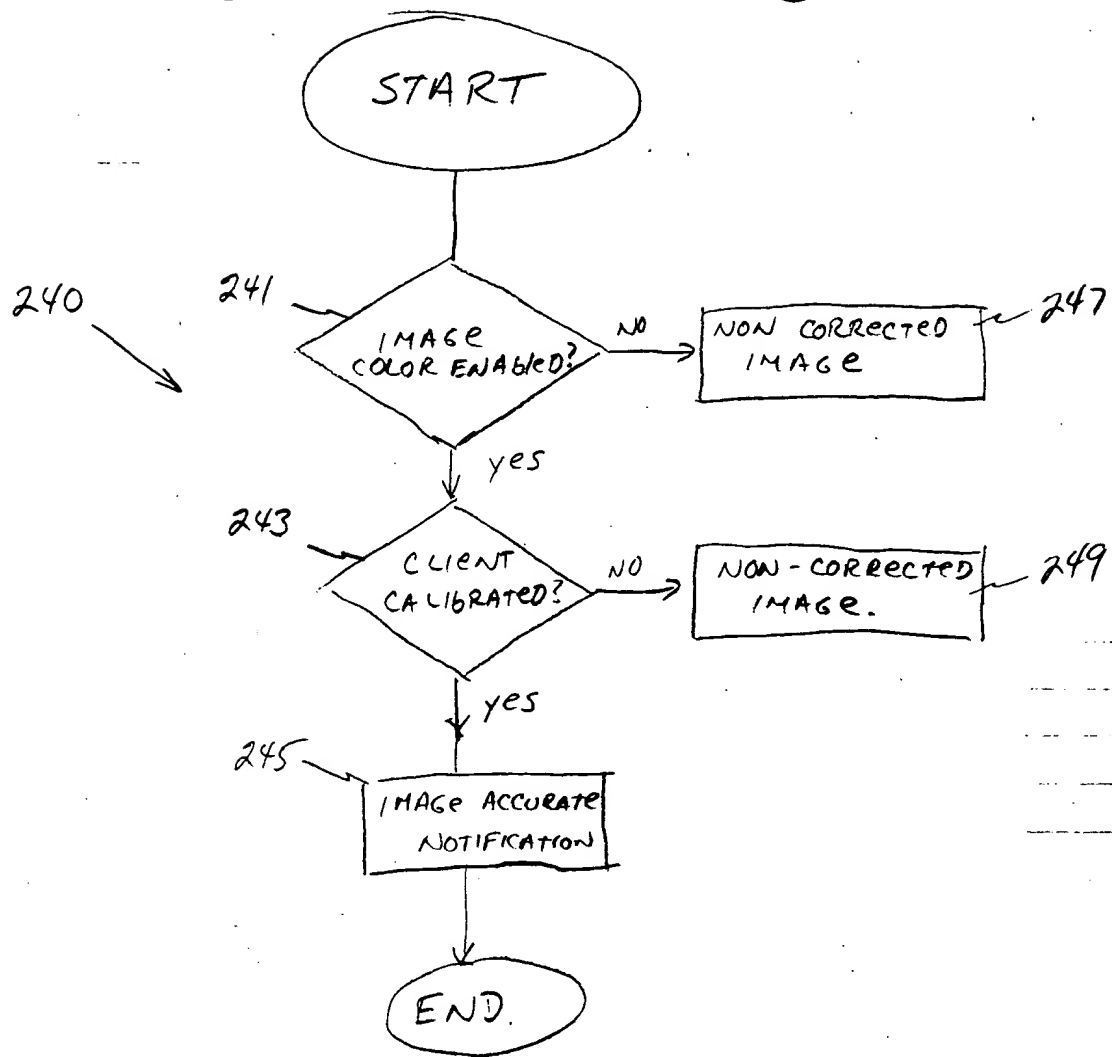 START
240
241
IMAGE
COLOR ENABLED?
NO
NON CORRECTED
IMAGE
247
yes
243
CLIENT
CALIBRATED?
NO
NON-CORRECTED
IMAGE.
249
yes
245
IMAGE ACCURATE
NOTIFICATION
END.